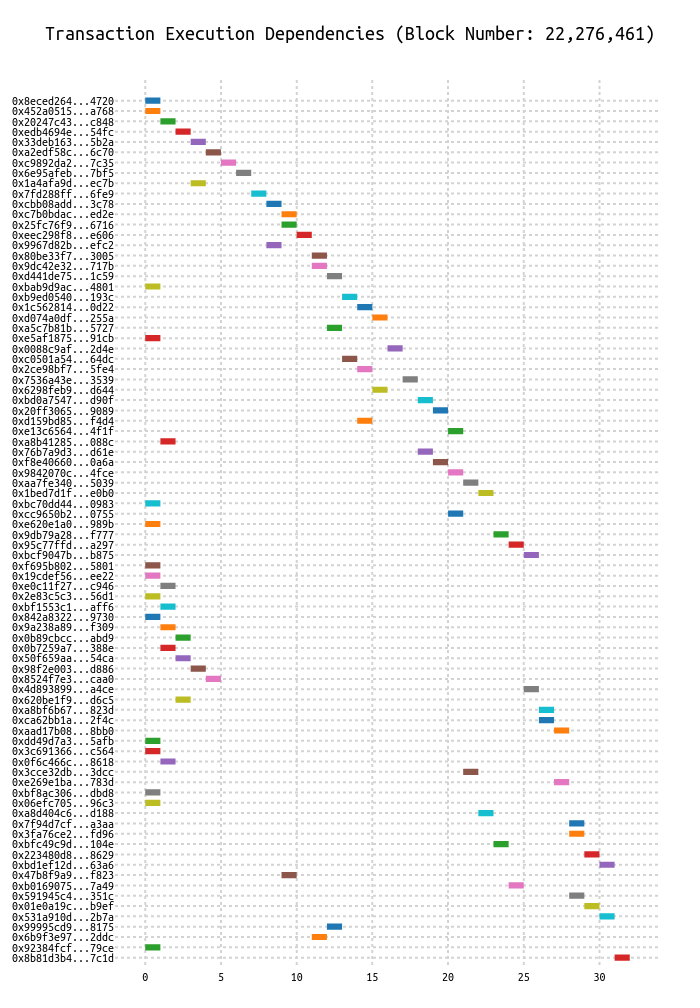 Transaction Execution Dependencies (Block Number: 22,276,461)
0x8eced264...4720
0x452a0515...a768
0x20247c43...c848
0xedb4694e...54fc
0x33deb163...5b2a
0xa2edf58c...6c70
0xc9892da2...7c35
0x6e95afeb...7bf5
0x1a4afa9d...ec7b
0x7fd288ff...6fe9
0xcbb08add...3c78
0xc7b0bdac...ed2e
0x25fc76f9...6716
0xeec298f8...e606
0x9967d82b...efc2
0x80be33f7...3005
0x9dc42e32...717b
0xd441de75...1c59
0xbab9d9ac...4801
0xb9ed0540...193c
0x1c562814...0d22
0xd074a0df...255a
0xa5c7b81b...5727
0xe5af1875...91cb
0x0088c9af...2d4e
0xc0501a54...64dc
0x2ce98bf7...5fe4
0x7536a43e...3539
0x6298feb9...d644
0xbd0a7547...d90f
0x20ff3065...9089
0xd159bd85...f4d4
0xe13c6564...4f1f
0xa8b41285...088c
0x76b7a9d3...d61e
0xf8e40660...0a6a
0x9842070c...4fce
0xaa7fe340...5039
0x1bed7d1f...e0b0
0xbc70dd44...0983
0xcc9650b2...0755
0xe620e1a0...989b
0x9db79a28...f777
0x95c77ffd...a297
0xbcf9047b...b875
0xf695b802...5801
0x19cdef56...ee22
0xe0c11f27...c946
0x2e83c5c3...56d1
0xbf1553c1...aff6
0x842a8322...9730
0x9a238a89...f309
0x0b89cbcc...abd9
0x0b7259a7...388e
0x50f659aa...54ca
0x98f2e003...d886
0x8524f7e3...caa0
0x4d893899...a4ce
0x620be1f9...d6c5
0xa8bf6b67...823d
0xca62bb1a...2f4c
0xaad17b08...8bb0
0xdd49d7a3...5afb
0x3c691366...c564
0x0f6c466c...8618
0x3cce32db...3dcc
0xe269e1ba...783d
0xbf8ac306...dbd8
0x06efc705...96c3
0xa8d404c6...d188
0x7f94d7cf...a3aa
0x3fa76ce2...fd96
0xbfc49c9d...104e
0x223480d8...8629
0xbd1ef12d...63a6
0x47b8f9a9...f823
0xb0169075...7a49
0x591945c4...351c
0x01e0a19c...b9ef
0x531a910d...2b7a
0x99995cd9...8175
0x6b9f3e97...2ddc
0x92384fcf...79ce
0x8b81d3b4...7c1d
0 5 10 15 20 25 30